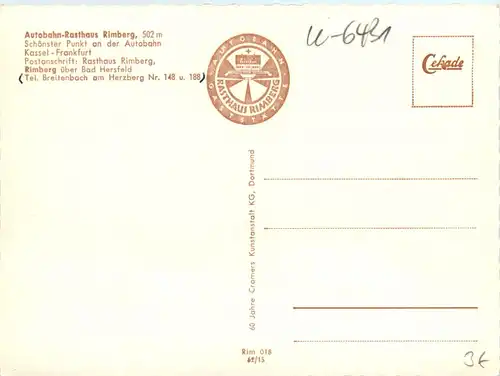 Autobahn-Rasthaus Rimberg, 502 m
Schönster Punkt an der Autobahn
Kassel-Frankfurt
Postanschrift: Rasthaus Rimberg,
Rimberg über Bad Hersfeld
(Tel. Breitenbach am Herzberg Nr. 148 u. 188)
AUTOBAHN
RASTHAUS RIMBERG
GASTSTÄTTE
U-6431
Cekade
60 Jahre Cramers Kunstanstalt KG, Dortmund
Rim 018
3€